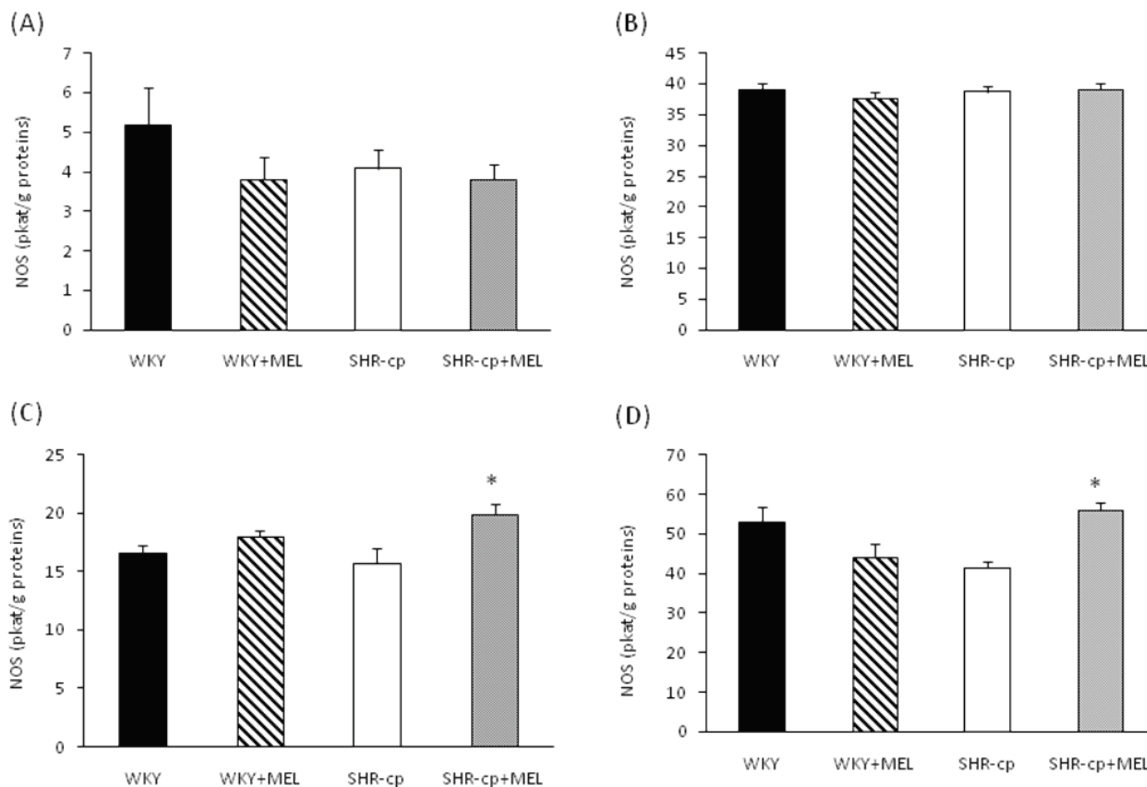 (A)
NOS (pkat/g proteins)
7
6
5
4
3
2
1
0
WKY WKY+MEL SHR-cp SHR-cp+MEL
(B)
NOS (pkat/g proteins)
45
40
35
30
25
20
15
10
5
0
WKY WKY+MEL SHR-cp SHR-cp+MEL
(C)
NOS (pkat/g proteins)
25
20
15
10
5
0
*
WKY WKY+MEL SHR-cp SHR-cp+MEL
(D)
NOS (pkat/g proteins)
70
60
50
40
30
20
10
0
*
WKY WKY+MEL SHR-cp SHR-cp+MEL